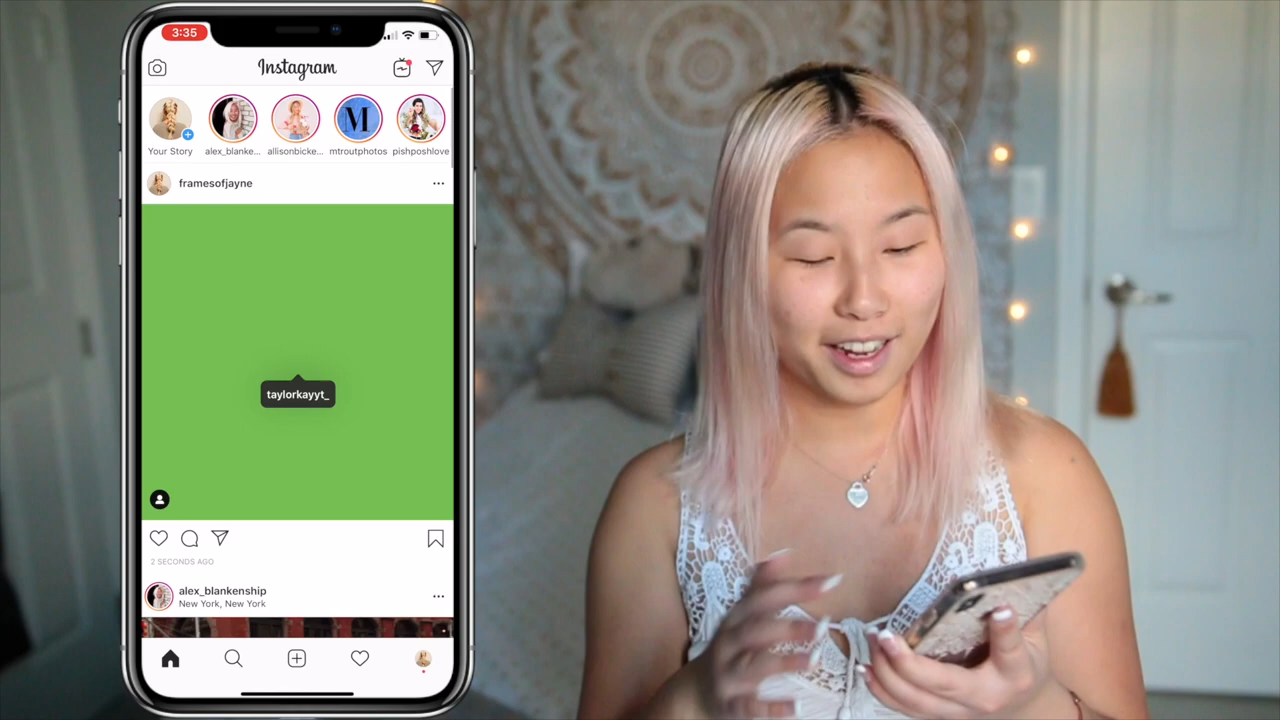 3:35
Instagram
Your Story
alex_blanke...
allisonbicke...
M
mtroutphotos
pishposhlove
framesofjayne
taylorkayyt_
2 SECONDS AGO
alex_blankenship
New York, New York